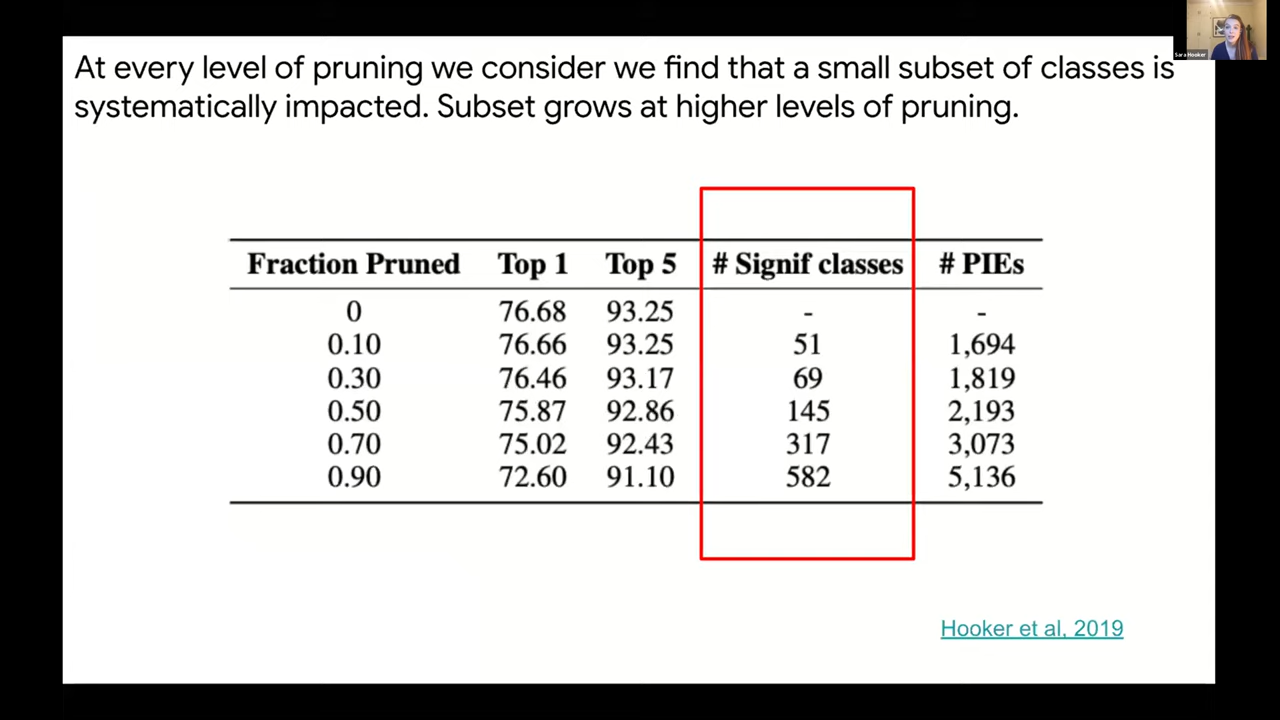 Sara Hooker
At every level of pruning we consider we find that a small subset of classes is
systematically impacted. Subset grows at higher levels of pruning.
Fraction Pruned Top 1 Top 5 # Signif classes # PIEs
0 76.68 93.25 - -
0.10 76.66 93.25 51 1,694
0.30 76.46 93.17 69 1,819
0.50 75.87 92.86 145 2,193
0.70 75.02 92.43 317 3,073
0.90 72.60 91.10 582 5,136
Hooker et al, 2019